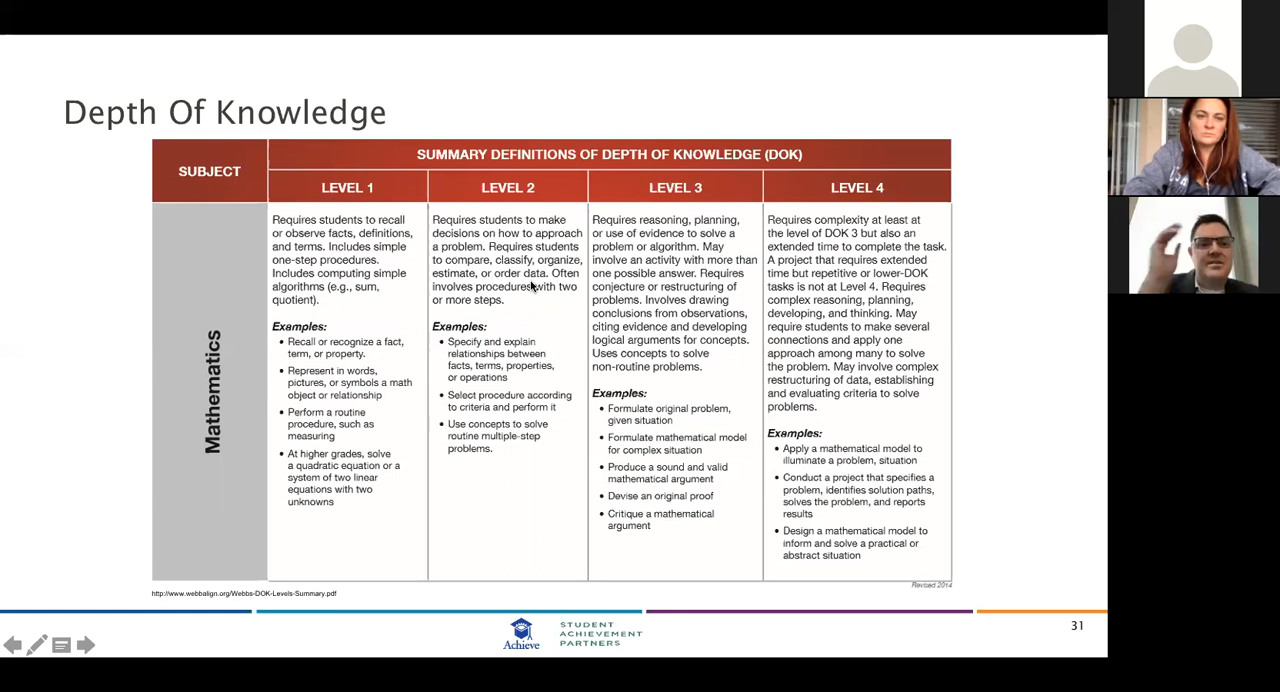 Depth Of Knowledge
SUBJECT
SUMMARY DEFINITIONS OF DEPTH OF KNOWLEDGE (DOK)
LEVEL 1
LEVEL 2
LEVEL 3
LEVEL 4
Mathematics
Requires students to recall
or observe facts, definitions,
and terms. Includes simple
one-step procedures.
Includes computing simple
algorithms (e.g., sum,
quotient).
Examples:
• Recall or recognize a fact,
term, or property.
• Represent in words,
pictures, or symbols a math
object or relationship
• Perform a routine
procedure, such as
measuring
• At higher grades, solve
a quadratic equation or a
system of two linear
equations with two
unknowns
Requires students to make
decisions on how to approach
a problem. Requires students
to compare, classify, organize,
estimate, or order data. Often
involves procedures with two
or more steps.
Examples:
• Specify and explain
relationships between
facts, terms, properties,
or operations
• Select procedure according
to criteria and perform it
• Use concepts to solve
routine multiple-step
problems.
Requires reasoning, planning,
or use of evidence to solve a
problem or algorithm. May
involve an activity with more than
one possible answer. Requires
conjecture or restructuring of
problems. Involves drawing
conclusions from observations,
citing evidence and developing
logical arguments for concepts.
Uses concepts to solve
non-routine problems.
Examples:
• Formulate original problem,
given situation
• Formulate mathematical model
for complex situation
• Produce a sound and valid
mathematical argument
• Devise an original proof
• Critique a mathematical
argument
Requires complexity at least at
the level of DOK 3 but also an
extended time to complete the task.
A project that requires extended
time but repetitive or lower-DOK
tasks is not at Level 4. Requires
complex reasoning, planning,
developing, and thinking. May
require students to make several
connections and apply one
approach among many to solve
the problem. May involve complex
restructuring of data, establishing
and evaluating criteria to solve
problems.
Examples:
• Apply a mathematical model to
illuminate a problem, situation
• Conduct a project that specifies a
problem, identifies solution paths,
solves the problem, and reports
results
• Design a mathematical model to
inform and solve a practical or
abstract situation
Revised 2014
http://www.webbalign.org/Webbs-DOK-Levels-Summary.pdf
Achieve
STUDENT
ACHIEVEMENT
PARTNERS
31